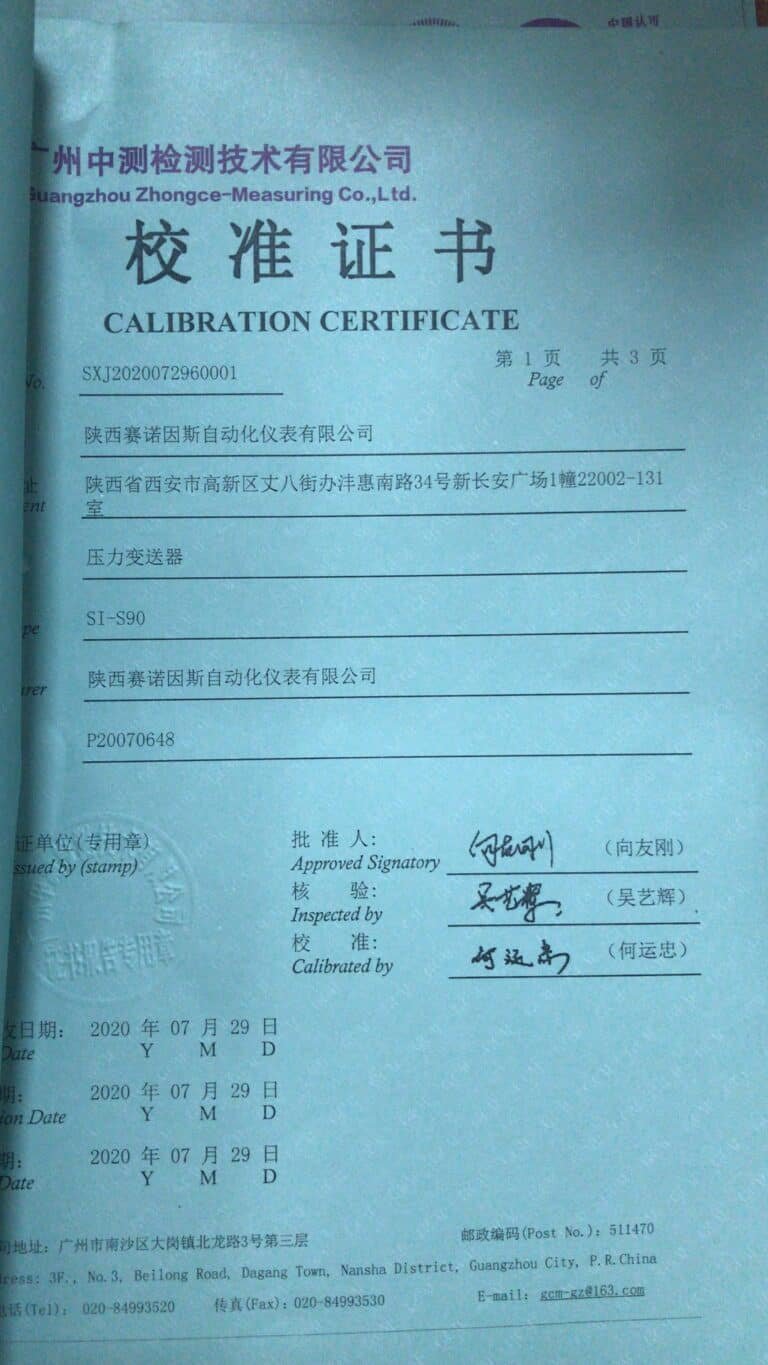 中国认可
广州中测检测技术有限公司
Guangzhou Zhongce-Measuring Co.,Ltd.
校准证书
CALIBRATION CERTIFICATE
第 1 页 共 3 页
Page of
No. SXJ2020072960001
陕西赛诺因斯自动化仪表有限公司
址 陕西省西安市高新区丈八街办沣惠南路34号新长安广场1幢22002-131
ent 室
压力变送器
pe SI-S90
陕西赛诺因斯自动化仪表有限公司
urer
P20070648
证单位(专用章)
ssued by (stamp)
批 准 人: (向友刚)
Approved Signatory
核 验: 吴艺辉 (吴艺辉)
Inspected by
校 准: 何运忠 (何运忠)
Calibrated by
收日期: 2020 年 07 月 29 日
Date Y M D
期: 2020 年 07 月 29 日
ion Date Y M D
期: 2020 年 07 月 29 日
Date Y M D
司地址: 广州市南沙区大岗镇北龙路3号第三层 邮政编码(Post No.): 511470
dress: 3F., No.3, Beilong Road, Dagang Town, Nansha District, Guangzhou City, P.R.China
电话(Tel): 020-84993520 传真(Fax): 020-84993530 E-mail: gcm-gz@163.com